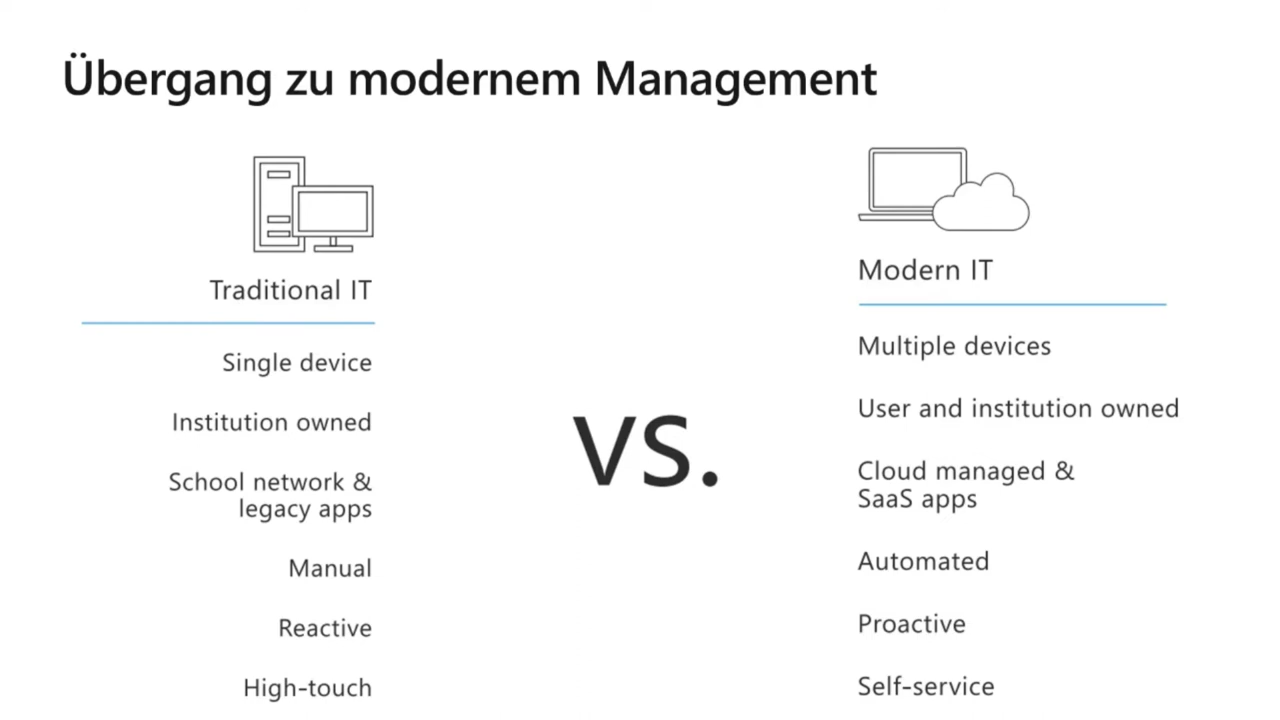 Übergang zu modernem Management
Traditional IT
Single device
Institution owned
School network &
legacy apps
Manual
Reactive
High-touch
vs.
Modern IT
Multiple devices
User and institution owned
Cloud managed &
SaaS apps
Automated
Proactive
Self-service